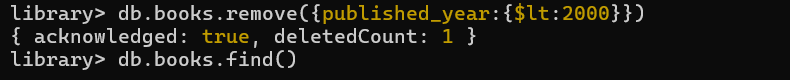 library> db.books.remove({published_year:{$lt:2000}})
{ acknowledged: true, deletedCount: 1 }
library> db.books.find()